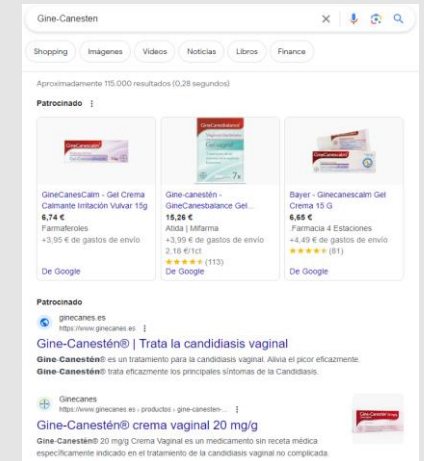 Gine-Canesten
Shopping Imágenes Videos Noticias Libros Finance
Aproximadamente 115.000 resultados (0,28 segundos)
Patrocinado
GineCanesCalm - Gel Crema
Calmante Irritación Vulvar 15g
6,74 €
Farmaferoles
+3,95 € de gastos de envío
De Google
GineCanesbalance
Gel vaginal
7x
Gine-canestén -
GineCanesbalance Gel...
15,26 €
Atida | Mifarma
+3,99 € de gastos de envío
2,18 €/1ct
(113)
De Google
Bayer - Ginecanescalm Gel
Crema 15 G
6,65 €
.Farmacia 4 Estaciones
+4,49 € de gastos de envío
(81)
De Google
Patrocinado
ginecanes.es
https://www.ginecanes.es
Gine-Canestén® | Trata la candidiasis vaginal
Gine-Canestén® es un tratamiento para la candidiasis vaginal. Alivia el picor eficazmente.
Gine-Canestén® trata eficazmente los principales síntomas de la Candidiasis.
Ginecanes
https://www.ginecanes.es › productos › gine-canesten-...
Gine-Canestén® crema vaginal 20 mg/g
Gine-Canestén® 20 mg/g Crema Vaginal es un medicamento sin receta médica
específicamente indicado en el tratamiento de la candidiasis vaginal no complicada.